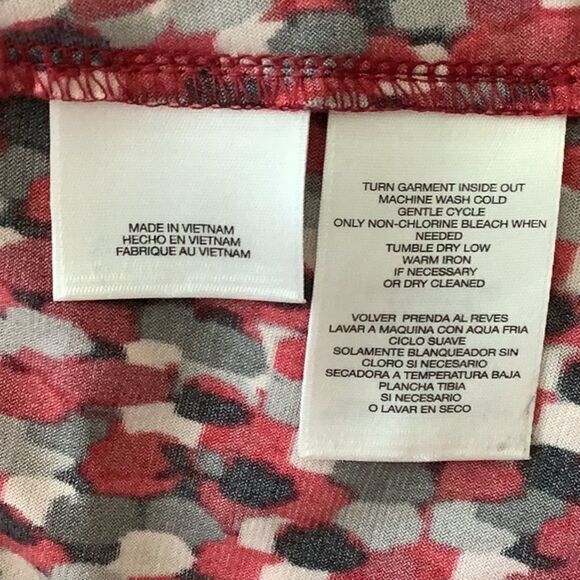 MADE IN VIETNAM
HECHO EN VIETNAM
FABRIQUE AU VIETNAM
TURN GARMENT INSIDE OUT
MACHINE WASH COLD
GENTLE CYCLE
ONLY NON-CHLORINE BLEACH WHEN
NEEDED
TUMBLE DRY LOW
WARM IRON
IF NECESSARY
OR DRY CLEANED
VOLVER PRENDA AL REVES
LAVAR A MAQUINA CON AQUA FRIA
CICLO SUAVE
SOLAMENTE BLANQUEADOR SIN
CLORO SI NECESARIO
SECADORA A TEMPERATURA BAJA
PLANCHA TIBIA
SI NECESARIO
O LAVAR EN SECO